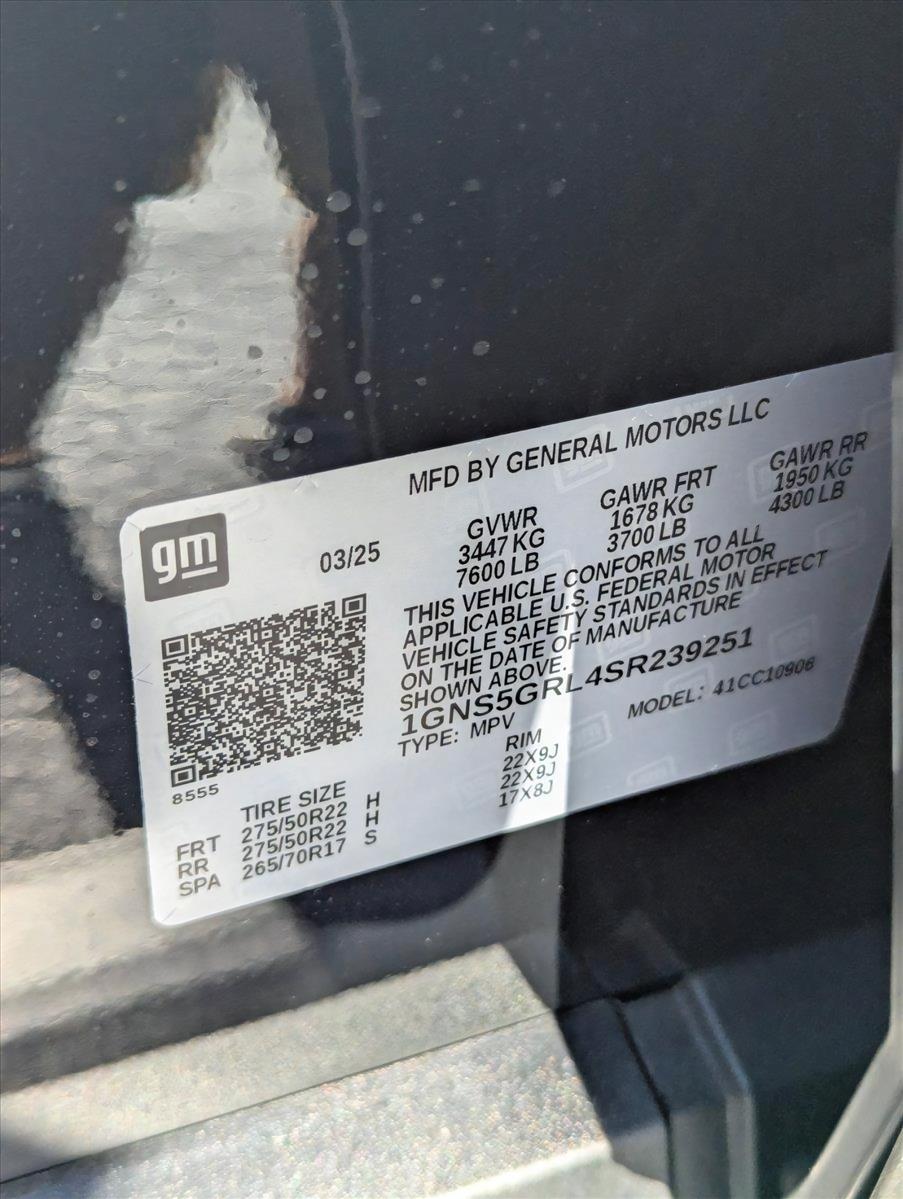 MFD BY GENERAL MOTORS LLC
gm
03/25
GVWR GAWR FRT GAWR RR
3447 KG 1678 KG 1950 KG
7600 LB 3700 LB 4300 LB
THIS VEHICLE CONFORMS TO ALL
APPLICABLE U.S. FEDERAL MOTOR
VEHICLE SAFETY STANDARDS IN EFFECT
ON THE DATE OF MANUFACTURE
SHOWN ABOVE.
1GNS5GRL4SR239251
TYPE: MPV MODEL: 41CC10906
8555
TIRE SIZE RIM
FRT 275/50R22 H 22X9J
RR 275/50R22 H 22X9J
SPA 265/70R17 S 17X8J